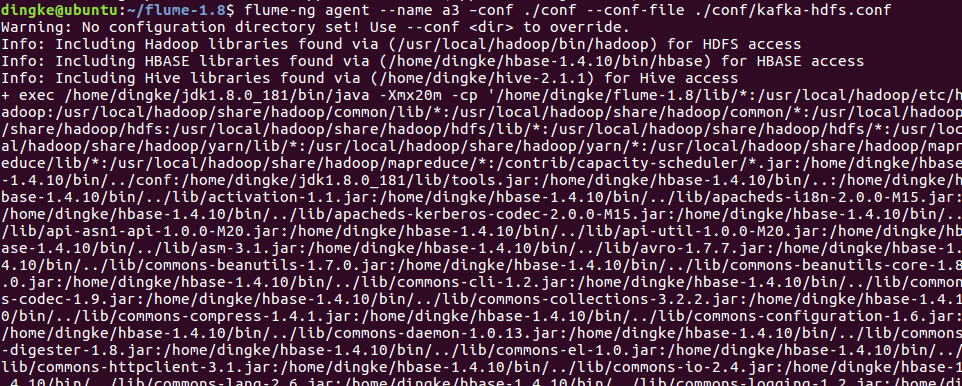 dingke@ubuntu:~/flume-1.8$ flume-ng agent --name a3 -conf ./conf --conf-file ./conf/kafka-hdfs.conf
Warning: No configuration directory set! Use --conf <dir> to override.
Info: Including Hadoop libraries found via (/usr/local/hadoop/bin/hadoop) for HDFS access
Info: Including HBASE libraries found via (/home/dingke/hbase-1.4.10/bin/hbase) for HBASE access
Info: Including Hive libraries found via (/home/dingke/hive-2.1.1) for Hive access
+ exec /home/dingke/jdk1.8.0_181/bin/java -Xmx20m -cp '/home/dingke/flume-1.8/lib/*:/usr/local/hadoop/etc/h
adoop:/usr/local/hadoop/share/hadoop/common/lib/*:/usr/local/hadoop/share/hadoop/common/*:/usr/local/hadoop
/share/hadoop/hdfs:/usr/local/hadoop/share/hadoop/hdfs/lib/*:/usr/local/hadoop/share/hadoop/hdfs/*:/usr/loc
al/hadoop/share/hadoop/yarn/lib/*:/usr/local/hadoop/share/hadoop/yarn/*:/usr/local/hadoop/share/hadoop/mapr
educe/lib/*:/usr/local/hadoop/share/hadoop/mapreduce/*:/contrib/capacity-scheduler/*.jar:/home/dingke/hbase
-1.4.10/bin/../conf:/home/dingke/jdk1.8.0_181/lib/tools.jar:/home/dingke/hbase-1.4.10/bin/..:/home/dingke/h
base-1.4.10/bin/../lib/activation-1.1.jar:/home/dingke/hbase-1.4.10/bin/../lib/apacheds-i18n-2.0.0-M15.jar:
/home/dingke/hbase-1.4.10/bin/../lib/apacheds-kerberos-codec-2.0.0-M15.jar:/home/dingke/hbase-1.4.10/bin/..
/lib/api-asn1-api-1.0.0-M20.jar:/home/dingke/hbase-1.4.10/bin/../lib/api-util-1.0.0-M20.jar:/home/dingke/hb
ase-1.4.10/bin/../lib/asm-3.1.jar:/home/dingke/hbase-1.4.10/bin/../lib/avro-1.7.7.jar:/home/dingke/hbase-1.
4.10/bin/../lib/commons-beanutils-1.7.0.jar:/home/dingke/hbase-1.4.10/bin/../lib/commons-beanutils-core-1.8
.0.jar:/home/dingke/hbase-1.4.10/bin/../lib/commons-cli-1.2.jar:/home/dingke/hbase-1.4.10/bin/../lib/common
s-codec-1.9.jar:/home/dingke/hbase-1.4.10/bin/../lib/commons-collections-3.2.2.jar:/home/dingke/hbase-1.4.1
0/bin/../lib/commons-compress-1.4.1.jar:/home/dingke/hbase-1.4.10/bin/../lib/commons-configuration-1.6.jar:
/home/dingke/hbase-1.4.10/bin/../lib/commons-daemon-1.0.13.jar:/home/dingke/hbase-1.4.10/bin/../lib/commons
-digester-1.8.jar:/home/dingke/hbase-1.4.10/bin/../lib/commons-el-1.0.jar:/home/dingke/hbase-1.4.10/bin/../
lib/commons-httpclient-3.1.jar:/home/dingke/hbase-1.4.10/bin/../lib/commons-io-2.4.jar:/home/dingke/hbase-1
.4.10/bin/../lib/commons-lang-2.6.jar:/home/dingke/hbase-1.4.10/bin/../lib/commons-logging-1.2.jar:/home/di